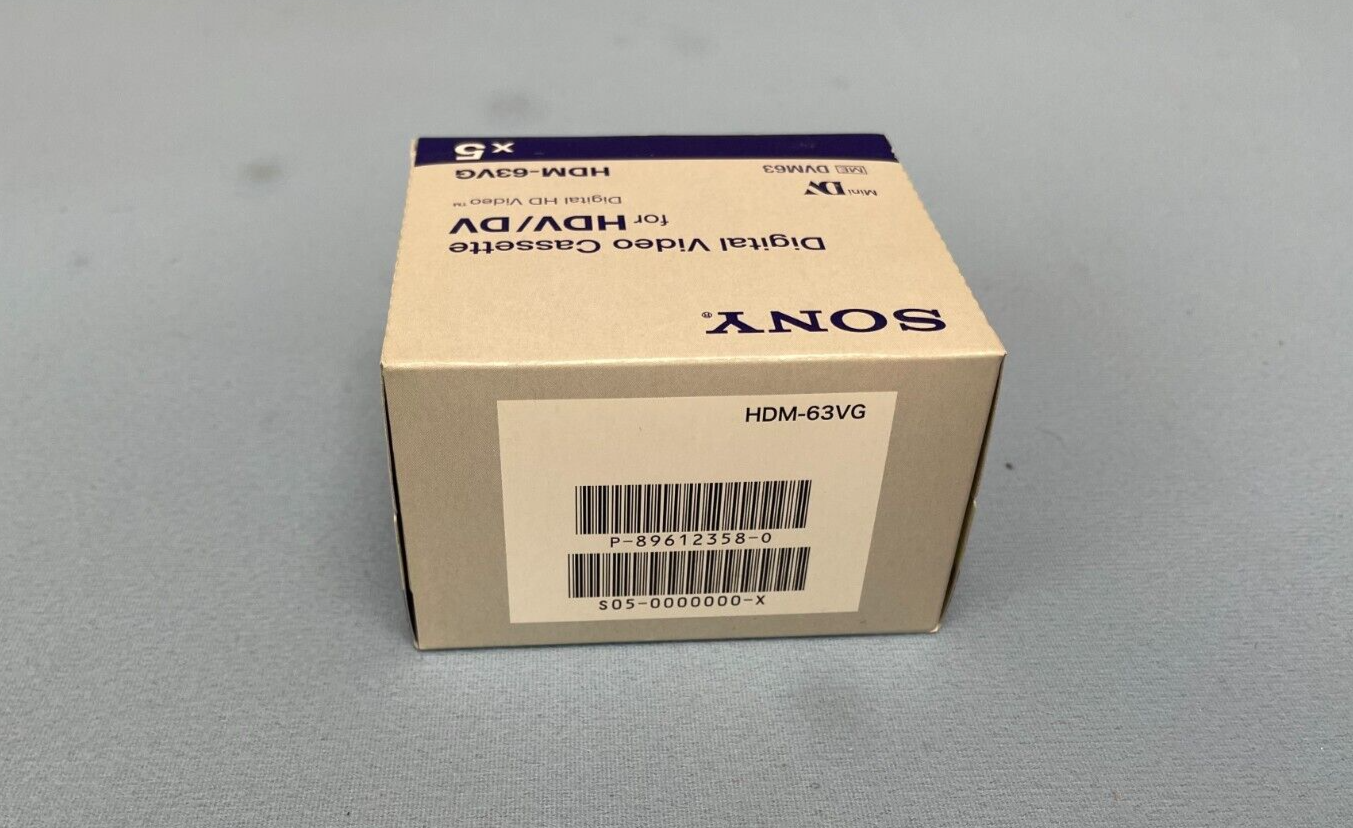 SONY®
Digital Video Cassette
for HDV/DV
Digital HD Video™
Mini DV
HDM-63VG
ME DVM63
x5
HDM-63VG
P-89612358-0
S05-0000000-X